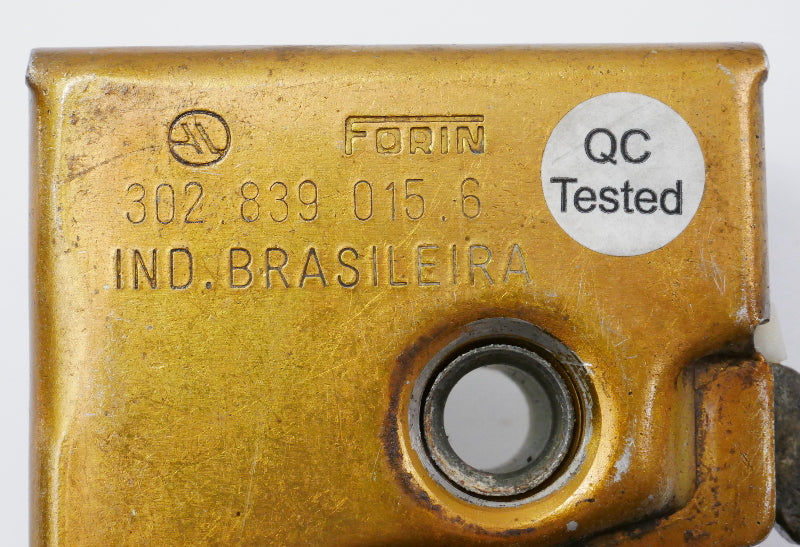 FORIN
302.839 015.6
IND. BRASILEIRA
QC
Tested